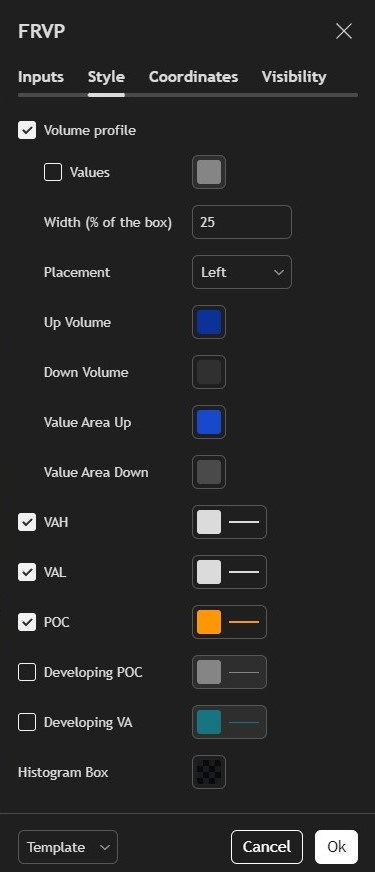 FRVP
Inputs Style Coordinates Visibility
Volume profile
Values
Width (% of the box) 25
Placement Left
Up Volume
Down Volume
Value Area Up
Value Area Down
VAH
VAL
POC
Developing POC
Developing VA
Histogram Box
Template Cancel Ok